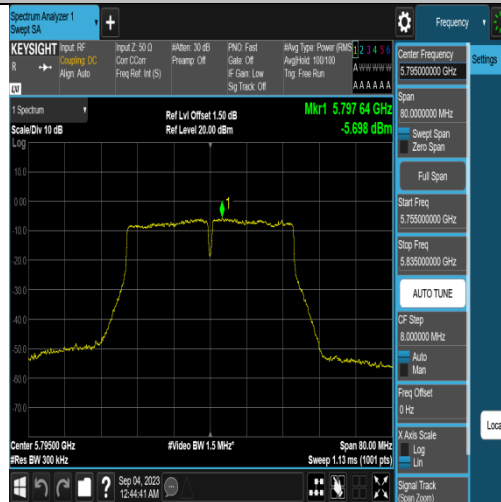 Spectrum Analyzer 1
Swept SA
Frequency
KEYSIGHT
R
Input: RF
Coupling: DC
Align: Auto
Input Z: 50 Ω
Corr CCorr
Freq Ref: Int (S)
#Atten: 30 dB
Preamp: Off
PNO: Fast
Gate: Off
IF Gain: Low
Sig Track: Off
#Avg Type: Power (RMS)
Avg|Hold: 100/100
Trig: Free Run
1 2 3 4 5 6
A W W W W W
A A A A A A
LXI
1 Spectrum
Scale/Div 10 dB
Log
Ref Lvl Offset 1.50 dB
Ref Level 20.00 dBm
Mkr1 5.797 64 GHz
-5.698 dBm
1
10.0
0.00
-10.0
-20.0
-30.0
-40.0
-50.0
-60.0
-70.0
Center 5.79500 GHz
#Res BW 300 kHz
#Video BW 1.5 MHz*
Span 80.00 MHz
Sweep 1.13 ms (1001 pts)
Sep 04, 2023
12:44:41 AM
Center Frequency
5.795000000 GHz
Settings
Span
80.0000000 MHz
Swept Span
Zero Span
Full Span
Start Freq
5.755000000 GHz
Stop Freq
5.835000000 GHz
AUTO TUNE
CF Step
8.000000 MHz
Auto
Man
Freq Offset
0 Hz
X Axis Scale
Log
Lin
Signal Track
(Span Zoom)
Loca